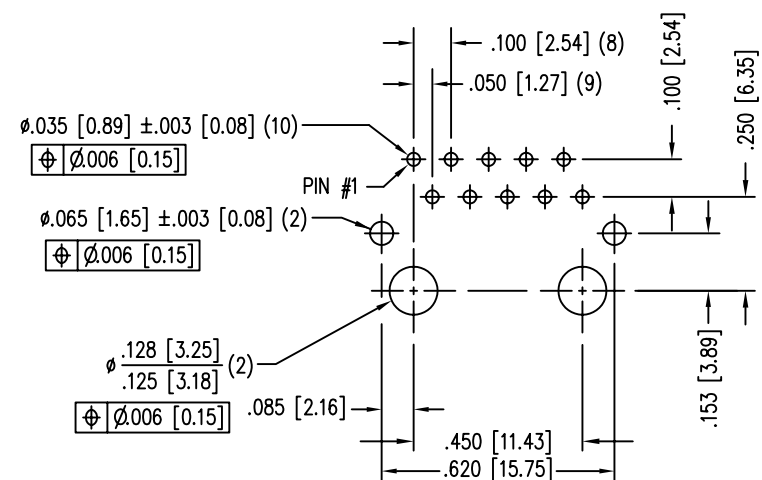 .100 [2.54] (8)
.050 [1.27] (9)
.100 [2.54]
.250 [6.35]
ø.035 [0.89] ±.003 [0.08] (10)
⌖ Ø.006 [0.15]
PIN #1
ø.065 [1.65] ±.003 [0.08] (2)
⌖ Ø.006 [0.15]
ø .128 [3.25] (2)
.125 [3.18]
⌖ Ø.006 [0.15]
.085 [2.16]
.153 [3.89]
.450 [11.43]
.620 [15.75]